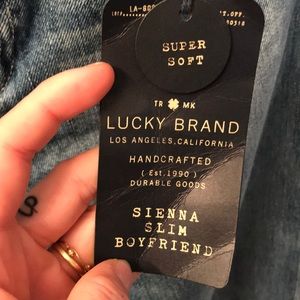 SUPER
SOFT
TR MK
LUCKY BRAND
LOS ANGELES, CALIFORNIA
HANDCRAFTED
( Est. 1990 )
DURABLE GOODS
SIENNA
SLIM
BOYFRIEND